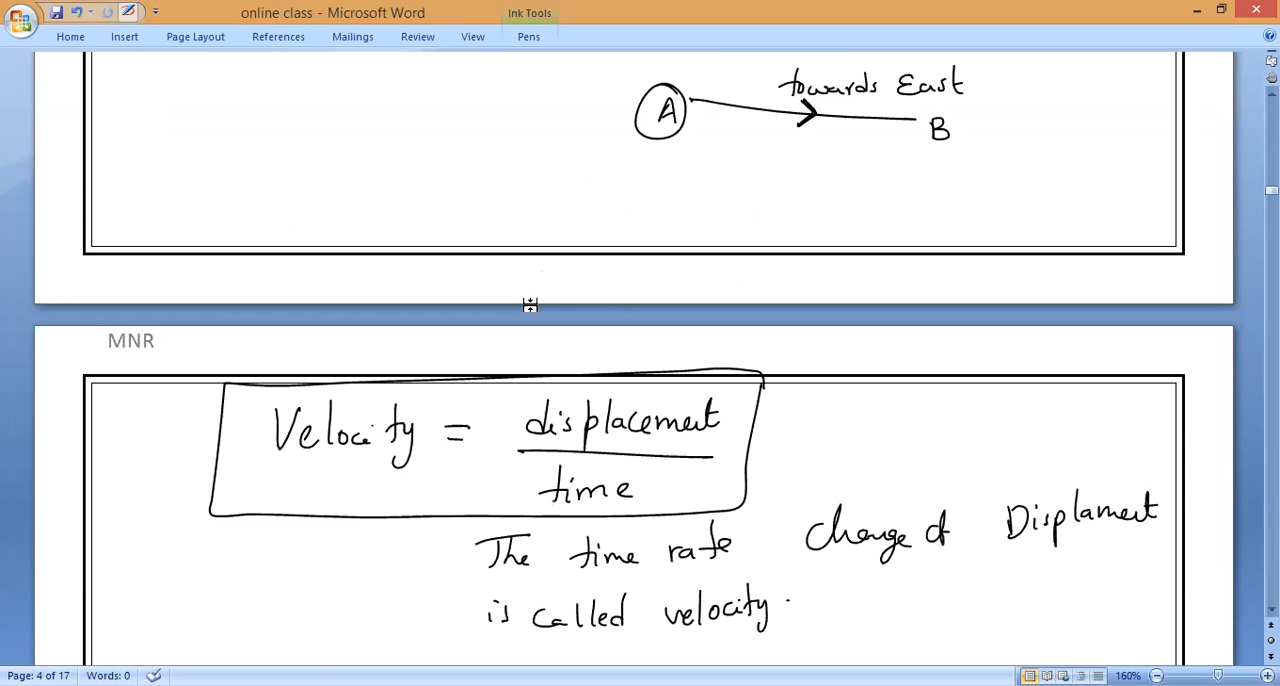 online class - Microsoft Word
Ink Tools
Home
Insert
Page Layout
References
Mailings
Review
View
Pens
towards East
A
B
MNR
Velocity = displacement
time
The time rate change of Displament
is called velocity.
Page: 4 of 17
Words: 0
160%